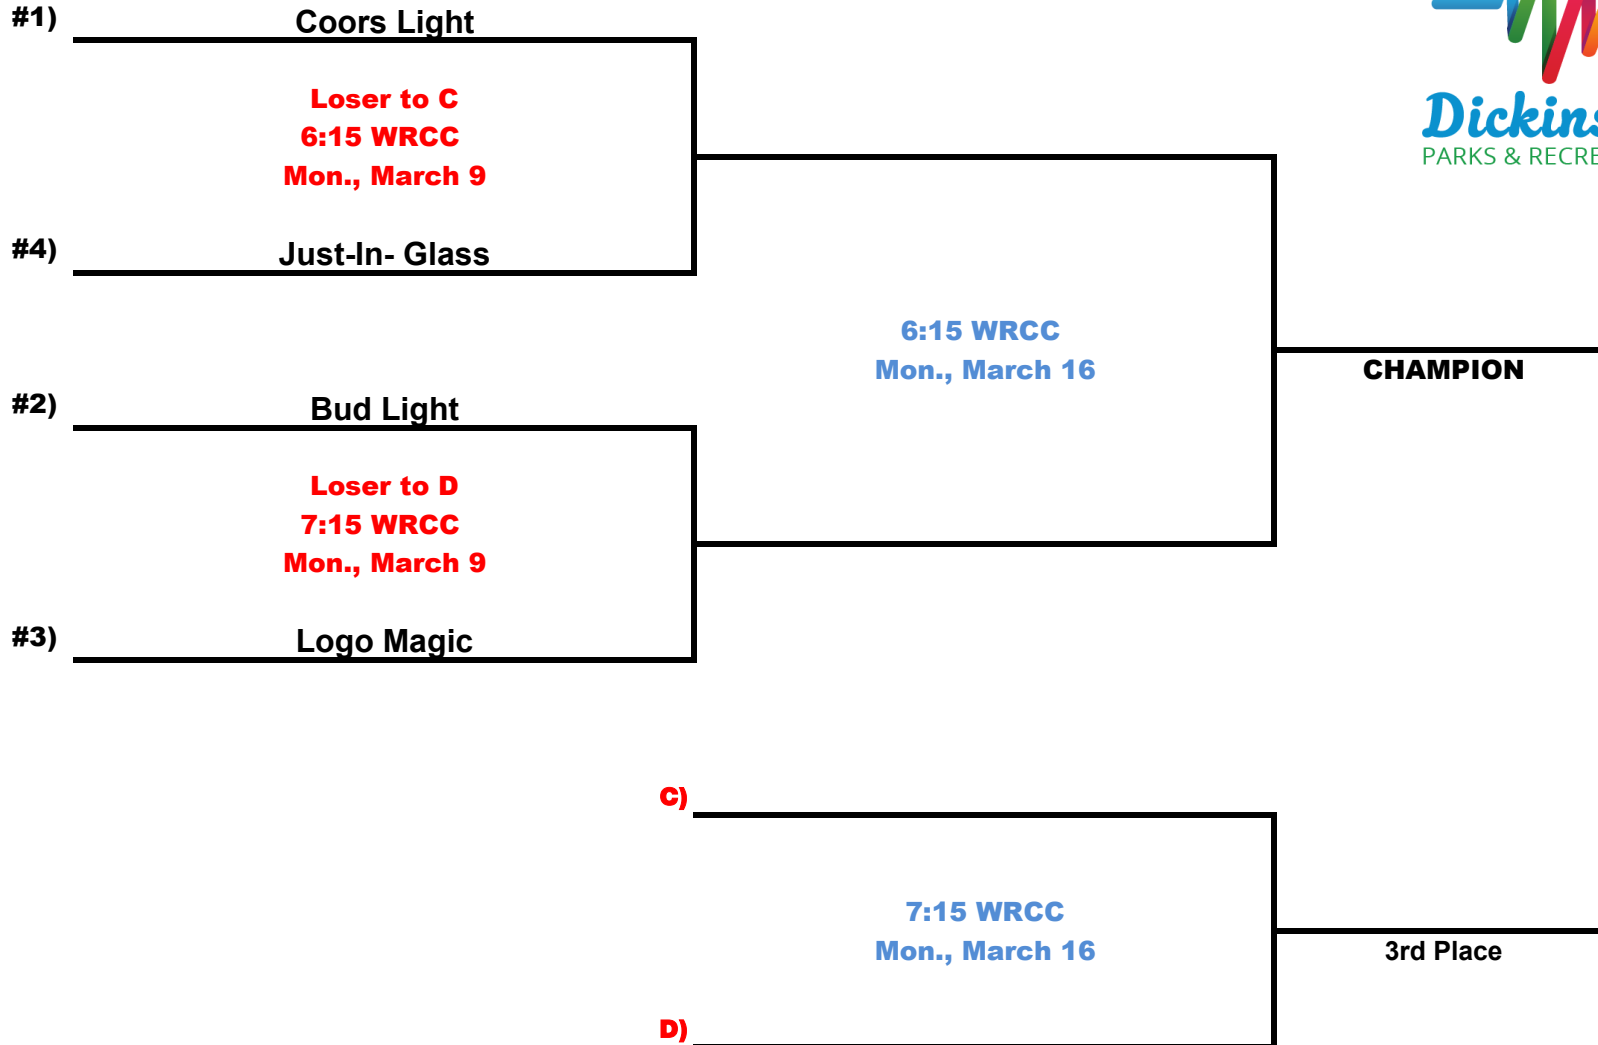 #1) Coors Light
Loser to C
6:15 WRCC
Mon., March 9
#4) Just-In- Glass
#2) Bud Light
Loser to D
7:15 WRCC
Mon., March 9
#3) Logo Magic
6:15 WRCC
Mon., March 16
CHAMPION
Dickins
PARKS & RECRE
C)
7:15 WRCC
Mon., March 16
D)
3rd Place